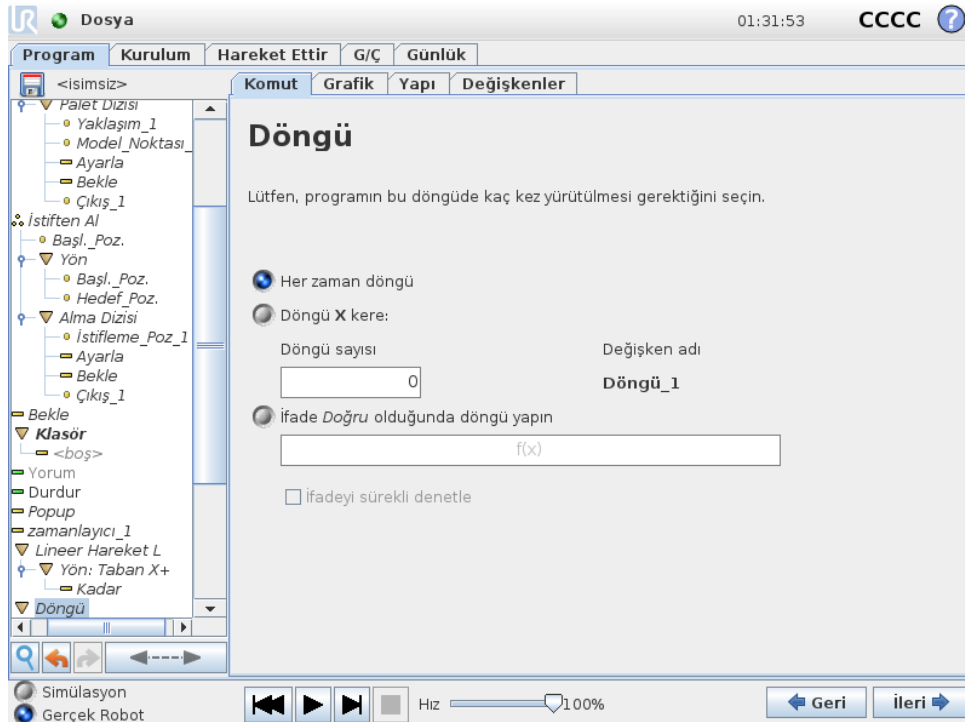 UR Dosya 01:31:53 CCCC ?
Program Kurulum Hareket Ettir G/Ç Günlük
<isimsiz>
Palet Dizisi
Yaklaşım_1
Model_Noktası_
Ayarla
Bekle
Çıkış_1
İstiften Al
Başl._Poz.
Yön
Başl._Poz.
Hedef_Poz.
Alma Dizisi
İstifleme_Poz_1
Ayarla
Bekle
Çıkış_1
Bekle
Klasör
<boş>
Yorum
Durdur
Popup
zamanlayıcı_1
Lineer Hareket L
Yön: Taban X+
Kadar
Döngü
Komut Grafik Yapı Değişkenler
Döngü
Lütfen, programın bu döngüde kaç kez yürütülmesi gerektiğini seçin.
Her zaman döngü
Döngü X kere:
Döngü sayısı Değişken adı
0 Döngü_1
İfade Doğru olduğunda döngü yapın
f(x)
İfadeyi sürekli denetle
Simülasyon
Gerçek Robot
Hız 100%
Geri İleri